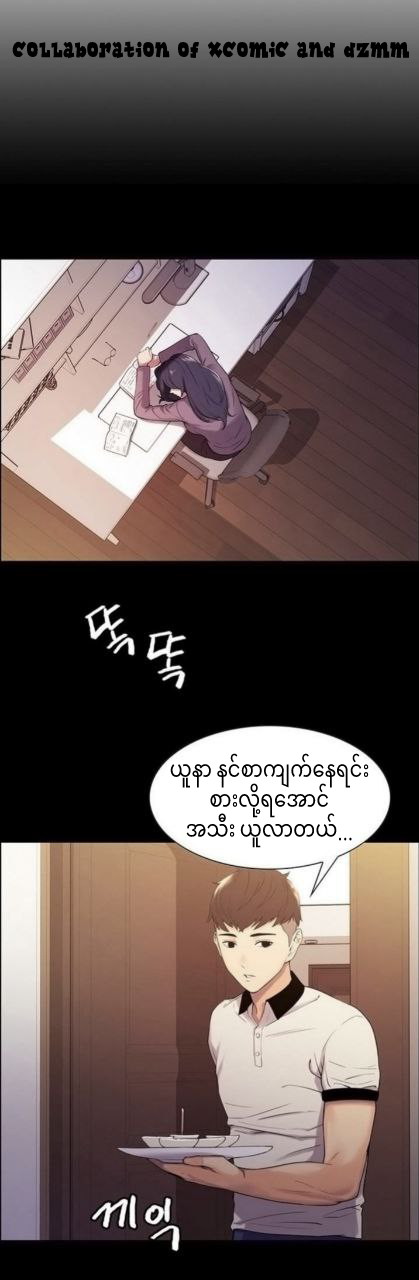 COLLABORATION OF XCOMIC AND DZMM
똑
똑
ယူနာ နင်စာကျက်နေရင်း
စားလို့ရအောင်
အသီး ယူလာတယ်...
끼익